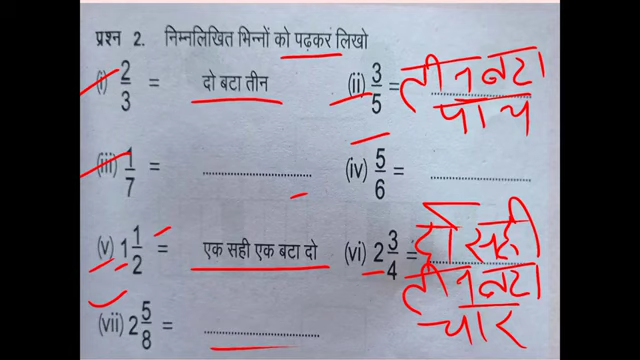 प्रश्न 2. निम्नलिखित भिन्नों को पढ़कर लिखो
(i) 2/3 = दो बटा तीन (ii) 3/5 = तीन बटा पाच
(iii) 1/7 = .................... (iv) 5/6 = ....................
(v) 1 1/2 = एक सही एक बटा दो (vi) 2 3/4 = दो सही तीन बटा चार
(vii) 2 5/8 = ....................